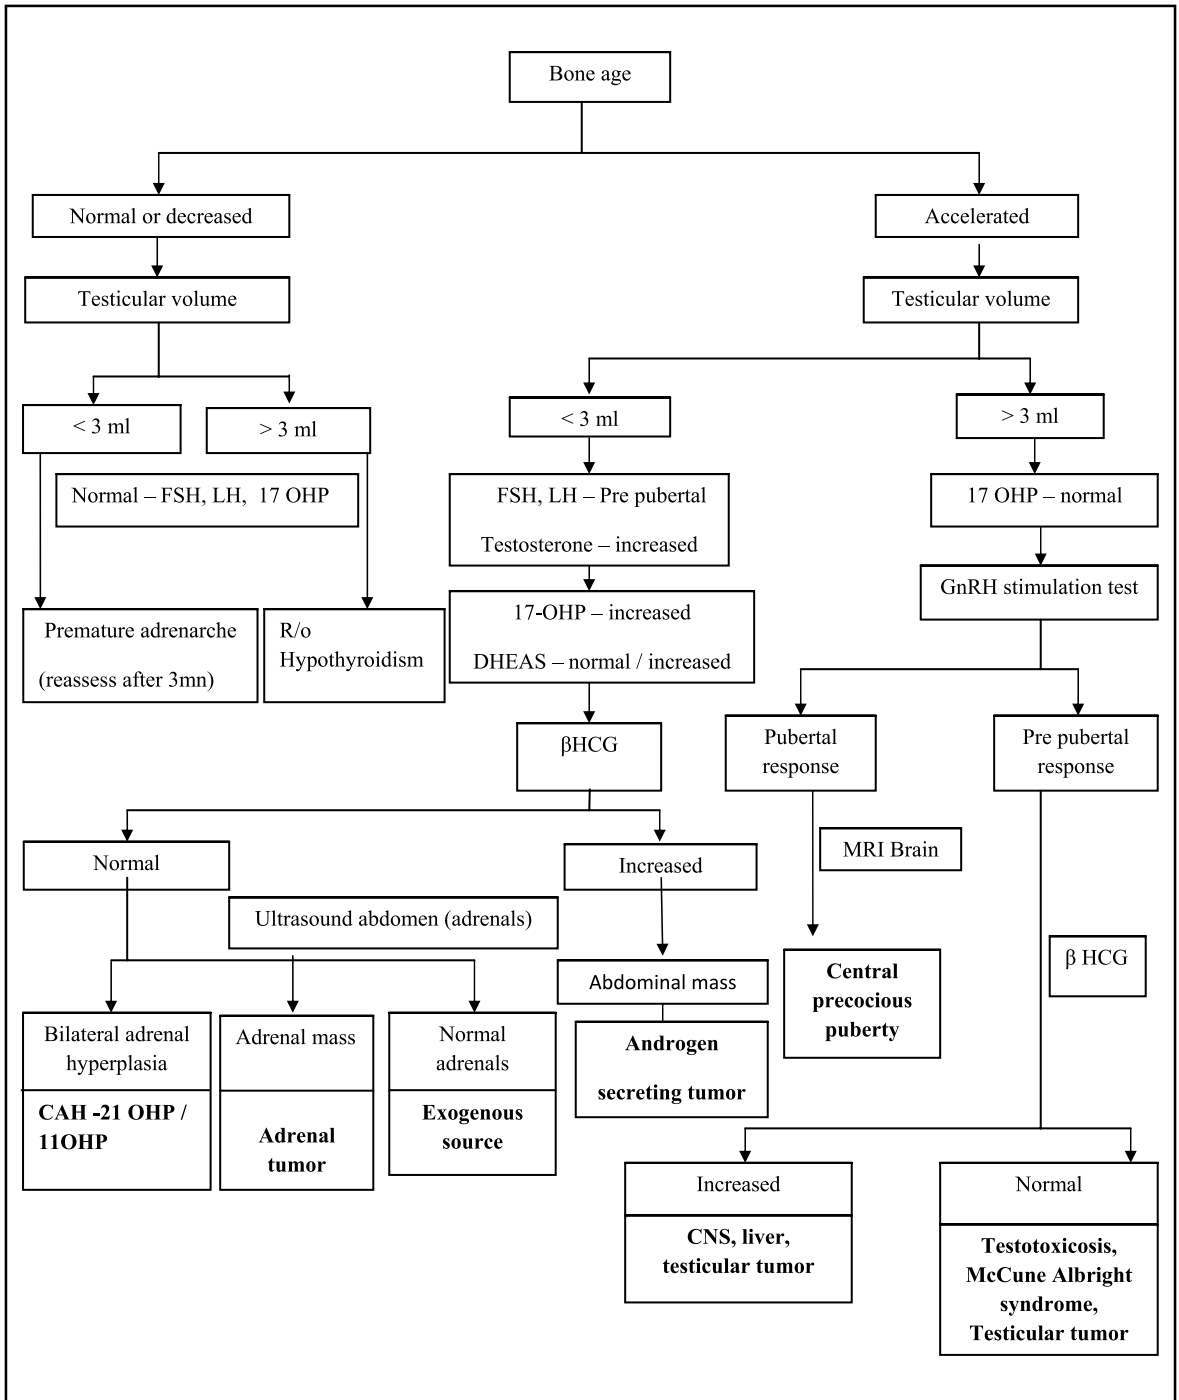 Bone age
Normal or decreased
Accelerated
Testicular volume
Testicular volume
< 3 ml
> 3 ml
< 3 ml
> 3 ml
Normal – FSH, LH, 17 OHP
FSH, LH – Pre pubertal
Testosterone – increased
17 OHP – normal
GnRH stimulation test
Premature adrenarche
(reassess after 3mn)
R/o
Hypothyroidism
17-OHP – increased
DHEAS – normal / increased
βHCG
Pubertal
response
Pre pubertal
response
Normal
Increased
MRI Brain
Ultrasound abdomen (adrenals)
β HCG
Abdominal mass
Central
precocious
puberty
Bilateral adrenal
hyperplasia
Adrenal mass
Normal
adrenals
Androgen
secreting tumor
CAH -21 OHP /
11OHP
Adrenal
tumor
Exogenous
source
Increased
Normal
CNS, liver,
testicular tumor
Testotoxicosis,
McCune Albright
syndrome,
Testicular tumor